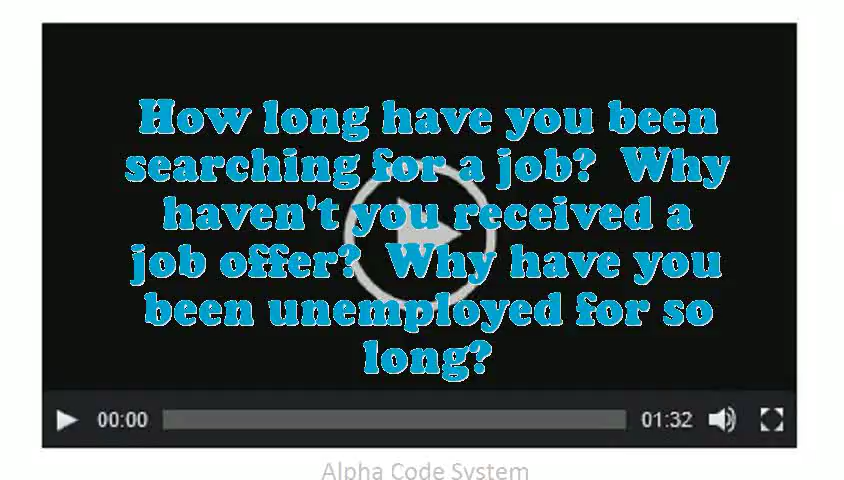 How long have you been
searching for a job?  Why
haven't you received a
job offer?  Why have you
been unemployed for so
long?
00:00
01:32
Alpha Code System